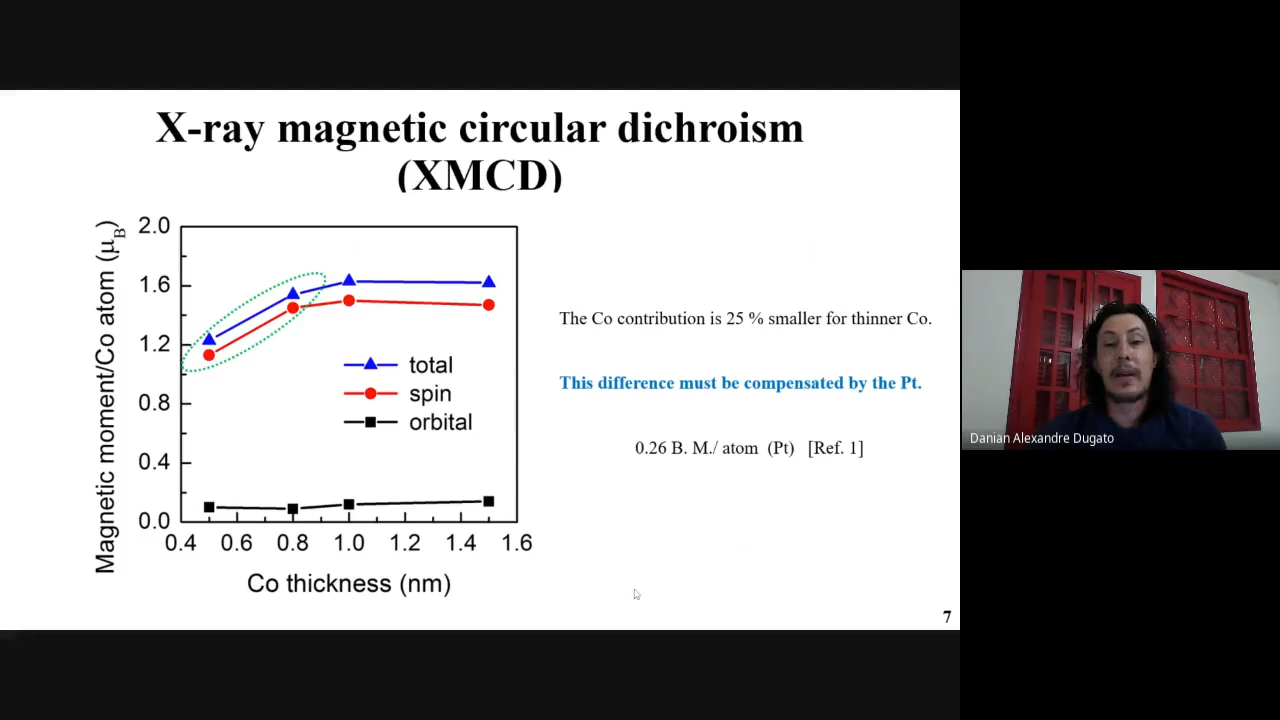 X-ray magnetic circular dichroism
(XMCD)
Magnetic moment/Co atom (μB)
2.0
1.6
1.2
0.8
0.4
0.0
total
spin
orbital
0.4 0.6 0.8 1.0 1.2 1.4 1.6
Co thickness (nm)
The Co contribution is 25 % smaller for thinner Co.
This difference must be compensated by the Pt.
0.26 B. M./ atom (Pt) [Ref. 1]
7
Danian Alexandre Dugato